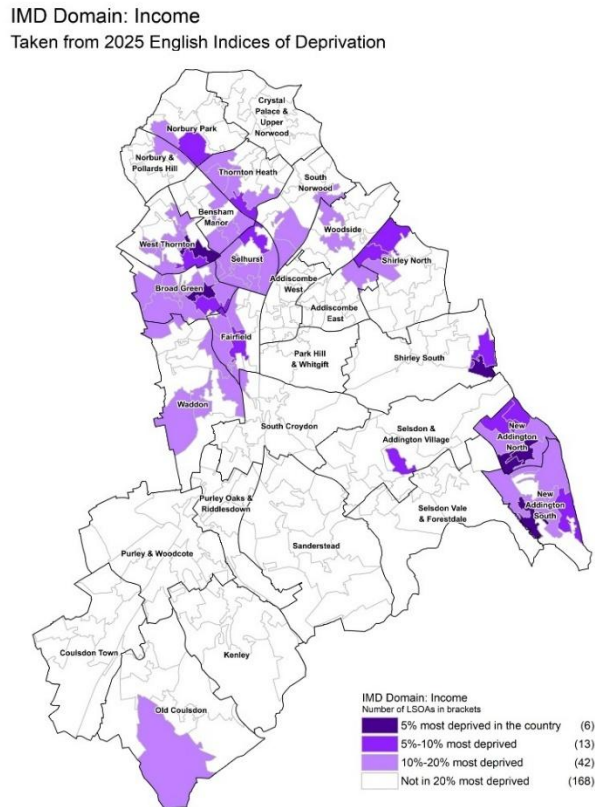 IMD Domain: Income
Taken from 2025 English Indices of Deprivation
Crystal
Palace &
Upper
Norwood
Norbury Park
Norbury &
Pollards Hill
Thornton Heath
South
Norwood
Bensham
Manor
Woodside
West Thornton
Selhurst
Shirley North
Broad Green
Addiscombe
West
Addiscombe
East
Fairfield
Park Hill
& Whitgift
Shirley South
Waddon
South Croydon
Selsdon &
Addington Village
New
Addington
North
New
Addington
South
Purley Oaks &
Riddlesdown
Selsdon Vale
& Forestdale
Sanderstead
Purley & Woodcote
Coulsdon Town
Kenley
Old Coulsdon
IMD Domain: Income
Number of LSOAs in brackets
5% most deprived in the country (6)
5%-10% most deprived (13)
10%-20% most deprived (42)
Not in 20% most deprived (168)